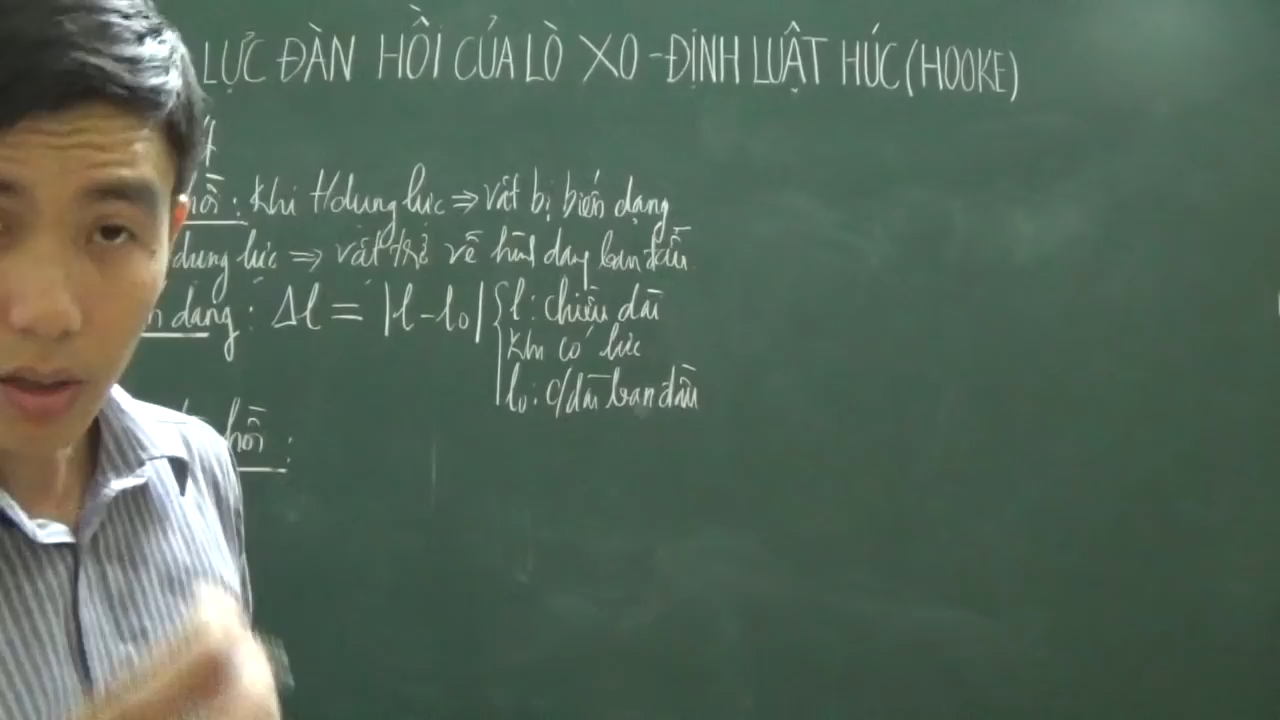 LỰC ĐÀN HỒI CỦA LÒ XO - ĐỊNH LUẬT HÚC (HOOKE)
hồi : Khi t/dụng lực ⇒ vật bị biến dạng
dụng lực ⇒ vật trở về hình dạng ban đầu
dạng : Δl = |l - l₀| { l : chiều dài
khi có lực
l₀ : c/dài ban đầu
hồi :